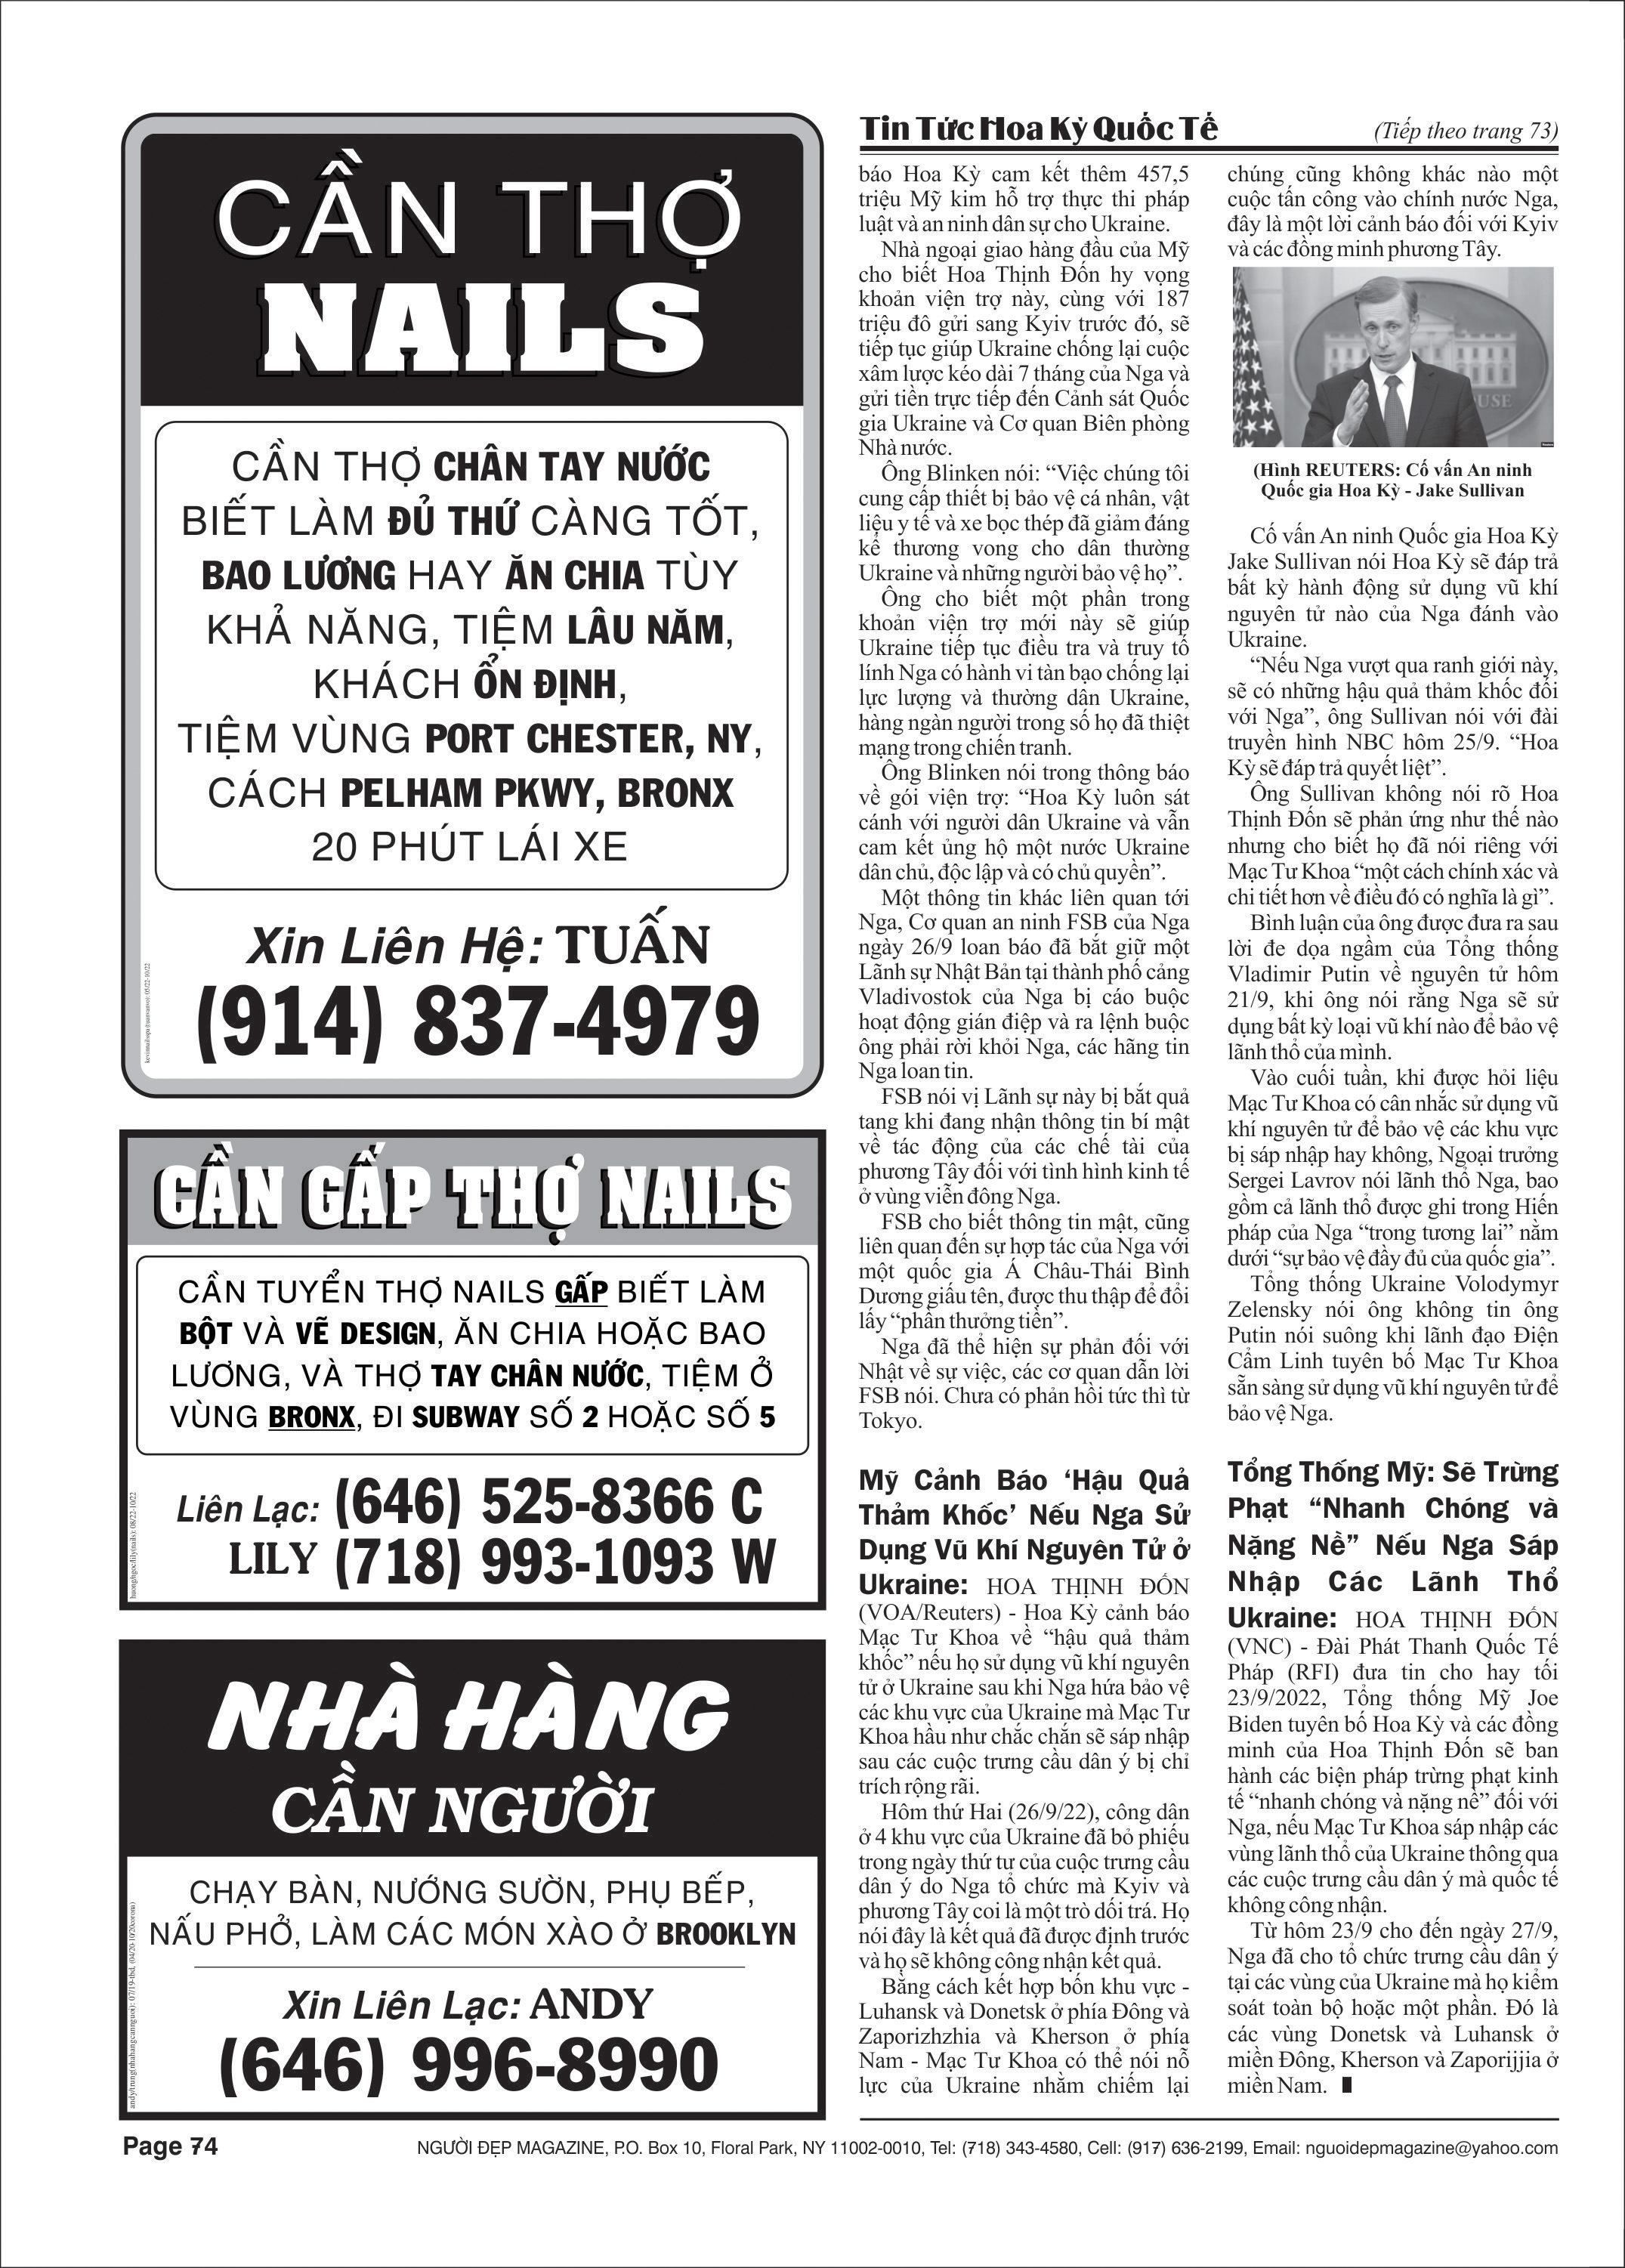 CẦN THỢ
NAILS
CẦN THỢ CHÂN TAY NƯỚC
BIẾT LÀM ĐỦ THỨ CÀNG TỐT,
BAO LƯƠNG HAY ĂN CHIA TÙY
KHẢ NĂNG, TIỆM LÂU NĂM,
KHÁCH ỔN ĐỊNH,
TIỆM VÙNG PORT CHESTER, NY,
CÁCH PELHAM PKWY, BRONX
20 PHÚT LÁI XE
Xin Liên Hệ: TUẤN
(914) 837-4979
CẦN GẤP THỢ NAILS
CẦN TUYỂN THỢ NAILS GẤP BIẾT LÀM
BỘT VÀ VẼ DESIGN, ĂN CHIA HOẶC BAO
LƯƠNG, VÀ THỢ TAY CHÂN NƯỚC, TIỆM Ở
VÙNG BRONX, ĐI SUBWAY SỐ 2 HOẶC SỐ 5
Liên Lạc: (646) 525-8366 C
LILY (718) 993-1093 W
NHÀ HÀNG
CẦN NGƯỜI
CHẠY BÀN, NƯỚNG SƯỜN, PHỤ BẾP,
NẤU PHỞ, LÀM CÁC MÓN XÀO Ở BROOKLYN
Xin Liên Lạc: ANDY
(646) 996-8990
Tin Tức Hoa Kỳ Quốc Tế
(Tiếp theo trang 73)
báo Hoa Kỳ cam kết thêm 457,5
triệu Mỹ kim hỗ trợ thực thi pháp
luật và an ninh dân sự cho Ukraine.
Nhà ngoại giao hàng đầu của Mỹ
cho biết Hoa Thịnh Đốn hy vọng
khoản viện trợ này, cùng với 187
triệu đô gửi sang Kyiv trước đó, sẽ
tiếp tục giúp Ukraine chống lại cuộc
xâm lược kéo dài 7 tháng của Nga và
gửi tiền trực tiếp đến Cảnh sát Quốc
gia Ukraine và Cơ quan Biên phòng
Nhà nước.
Ông Blinken nói: “Việc chúng tôi
cung cấp thiết bị bảo vệ cá nhân, vật
liệu y tế và xe bọc thép đã giảm đáng
kể thương vong cho dân thường
Ukraine và những người bảo vệ họ”.
Ông cho biết một phần trong
khoản viện trợ mới này sẽ giúp
Ukraine tiếp tục điều tra và truy tố
lính Nga có hành vi tàn bạo chống lại
lực lượng và thường dân Ukraine,
hàng ngàn người trong số họ đã thiệt
mạng trong chiến tranh.
Ông Blinken nói trong thông báo
về gói viện trợ: “Hoa Kỳ luôn sát
cánh với người dân Ukraine và vẫn
cam kết ủng hộ một nước Ukraine
dân chủ, độc lập và có chủ quyền”.
Một thông tin khác liên quan tới
Nga, Cơ quan an ninh FSB của Nga
ngày 26/9 loan báo đã bắt giữ một
Lãnh sự Nhật Bản tại thành phố cảng
Vladivostok của Nga bị cáo buộc
hoạt động gián điệp và ra lệnh buộc
ông phải rời khỏi Nga, các hãng tin
Nga loan tin.
FSB nói vị Lãnh sự này bị bắt quả
tang khi đang nhận thông tin bí mật
về tác động của các chế tài của
phương Tây đối với tình hình kinh tế
ở vùng viễn đông Nga.
FSB cho biết thông tin mật, cũng
liên quan đến sự hợp tác của Nga với
một quốc gia Á Châu-Thái Bình
Dương giấu tên, được thu thập để đổi
lấy “phần thưởng tiền”.
Nga đã thể hiện sự phản đối với
Nhật về sự việc, các cơ quan dẫn lời
FSB nói. Chưa có phản hồi tức thì từ
Tokyo.
Mỹ Cảnh Báo ‘Hậu Quả
Thảm Khốc’ Nếu Nga Sử
Dụng Vũ Khí Nguyên Tử ở
Ukraine: HOA THỊNH ĐỐN
(VOA/Reuters) - Hoa Kỳ cảnh báo
Mạc Tư Khoa về “hậu quả thảm
khốc” nếu họ sử dụng vũ khí nguyên
tử ở Ukraine sau khi Nga hứa bảo vệ
các khu vực của Ukraine mà Mạc Tư
Khoa hầu như chắc chắn sẽ sáp nhập
sau các cuộc trưng cầu dân ý bị chỉ
trích rộng rãi.
Hôm thứ Hai (26/9/22), công dân
ở 4 khu vực của Ukraine đã bỏ phiếu
trong ngày thứ tư của cuộc trưng cầu
dân ý do Nga tổ chức mà Kyiv và
phương Tây coi là một trò dối trá. Họ
nói đây là kết quả đã được định trước
và họ sẽ không công nhận kết quả.
Bằng cách kết hợp bốn khu vực -
Luhansk và Donetsk ở phía Đông và
Zaporizhzhia và Kherson ở phía
Nam - Mạc Tư Khoa có thể nói nỗ
lực của Ukraine nhằm chiếm lại
chúng cũng không khác nào một
cuộc tấn công vào chính nước Nga,
đây là một lời cảnh báo đối với Kyiv
và các đồng minh phương Tây.
(Hình REUTERS: Cố vấn An ninh
Quốc gia Hoa Kỳ - Jake Sullivan
Cố vấn An ninh Quốc gia Hoa Kỳ
Jake Sullivan nói Hoa Kỳ sẽ đáp trả
bất kỳ hành động sử dụng vũ khí
nguyên tử nào của Nga đánh vào
Ukraine.
“Nếu Nga vượt qua ranh giới này,
sẽ có những hậu quả thảm khốc đối
với Nga”, ông Sullivan nói với đài
truyền hình NBC hôm 25/9. “Hoa
Kỳ sẽ đáp trả quyết liệt”.
Ông Sullivan không nói rõ Hoa
Thịnh Đốn sẽ phản ứng như thế nào
nhưng cho biết họ đã nói riêng với
Mạc Tư Khoa “một cách chính xác và
chi tiết hơn về điều đó có nghĩa là gì”.
Bình luận của ông được đưa ra sau
lời đe dọa ngầm của Tổng thống
Vladimir Putin về nguyên tử hôm
21/9, khi ông nói rằng Nga sẽ sử
dụng bất kỳ loại vũ khí nào để bảo vệ
lãnh thổ của mình.
Vào cuối tuần, khi được hỏi liệu
Mạc Tư Khoa có cân nhắc sử dụng vũ
khí nguyên tử để bảo vệ các khu vực
bị sáp nhập hay không, Ngoại trưởng
Sergei Lavrov nói lãnh thổ Nga, bao
gồm cả lãnh thổ được ghi trong Hiến
pháp của Nga “trong tương lai” nằm
dưới “sự bảo vệ đầy đủ của quốc gia”.
Tổng thống Ukraine Volodymyr
Zelensky nói ông không tin ông
Putin nói suông khi lãnh đạo Điện
Cẩm Linh tuyên bố Mạc Tư Khoa
sẵn sàng sử dụng vũ khí nguyên tử để
bảo vệ Nga.
Tổng Thống Mỹ: Sẽ Trừng
Phạt “Nhanh Chóng và
Nặng Nề” Nếu Nga Sáp
Nhập Các Lãnh Thổ
Ukraine: HOA THỊNH ĐỐN
(VNC) - Đài Phát Thanh Quốc Tế
Pháp (RFI) đưa tin cho hay tối
23/9/2022, Tổng thống Mỹ Joe
Biden tuyên bố Hoa Kỳ và các đồng
minh của Hoa Thịnh Đốn sẽ ban
hành các biện pháp trừng phạt kinh
tế “nhanh chóng và nặng nề” đối với
Nga, nếu Mạc Tư Khoa sáp nhập các
vùng lãnh thổ của Ukraine thông qua
các cuộc trưng cầu dân ý mà quốc tế
không công nhận.
Từ hôm 23/9 cho đến ngày 27/9,
Nga đã cho tổ chức trưng cầu dân ý
tại các vùng của Ukraine mà họ kiểm
soát toàn bộ hoặc một phần. Đó là
các vùng Donetsk và Luhansk ở
miền Đông, Kherson và Zaporijjia ở
miền Nam.
Page 74
NGƯỜI ĐẸP MAGAZINE, P.O. Box 10, Floral Park, NY 11002-0010, Tel: (718) 343-4580, Cell: (917) 636-2199, Email: nguoidepmagazine@yahoo.com